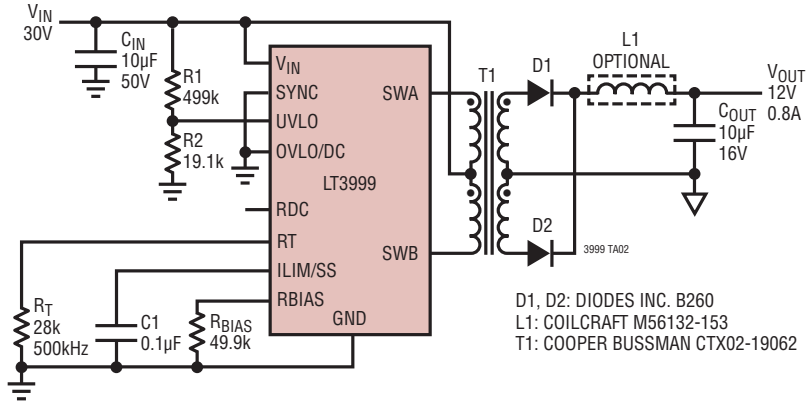 VIN
30V
CIN
10µF
50V
R1
499k
R2
19.1k
VIN
SYNC
UVLO
OVLO/DC
LT3999
RDC
RT
ILIM/SS
RBIAS
GND
SWA
SWB
T1
D1
D2
L1
OPTIONAL
VOUT
12V
0.8A
COUT
10µF
16V
3999 TA02
RT
28k
500kHz
C1
0.1µF
RBIAS
49.9k
D1, D2: DIODES INC. B260
L1: COILCRAFT M56132-153
T1: COOPER BUSSMAN CTX02-19062